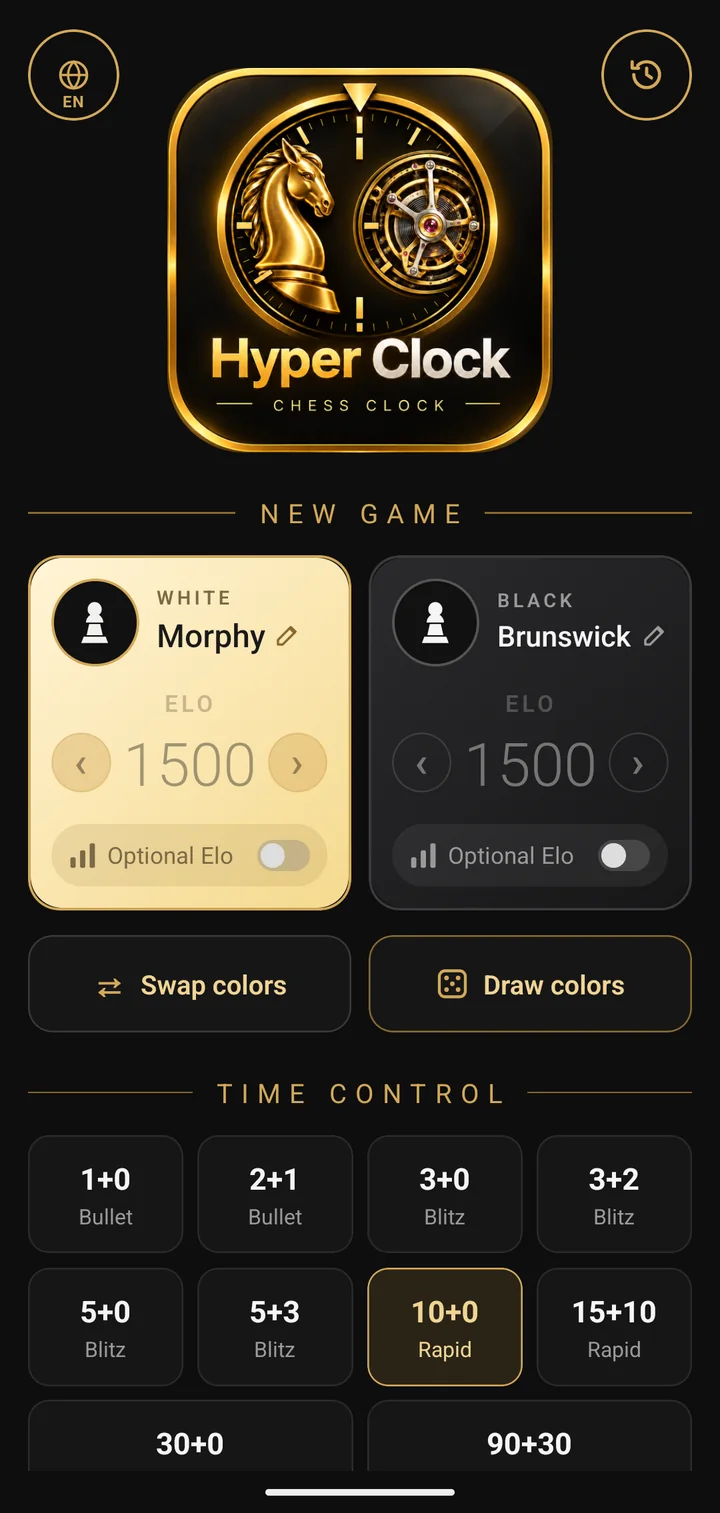 EN
Hyper Clock
CHESS CLOCK
NEW GAME
WHITE
Morphy
ELO
‹ 1500 ›
Optional Elo
BLACK
Brunswick
ELO
‹ 1500 ›
Optional Elo
Swap colors
Draw colors
TIME CONTROL
1+0
Bullet
2+1
Bullet
3+0
Blitz
3+2
Blitz
5+0
Blitz
5+3
Blitz
10+0
Rapid
15+10
Rapid
30+0
90+30